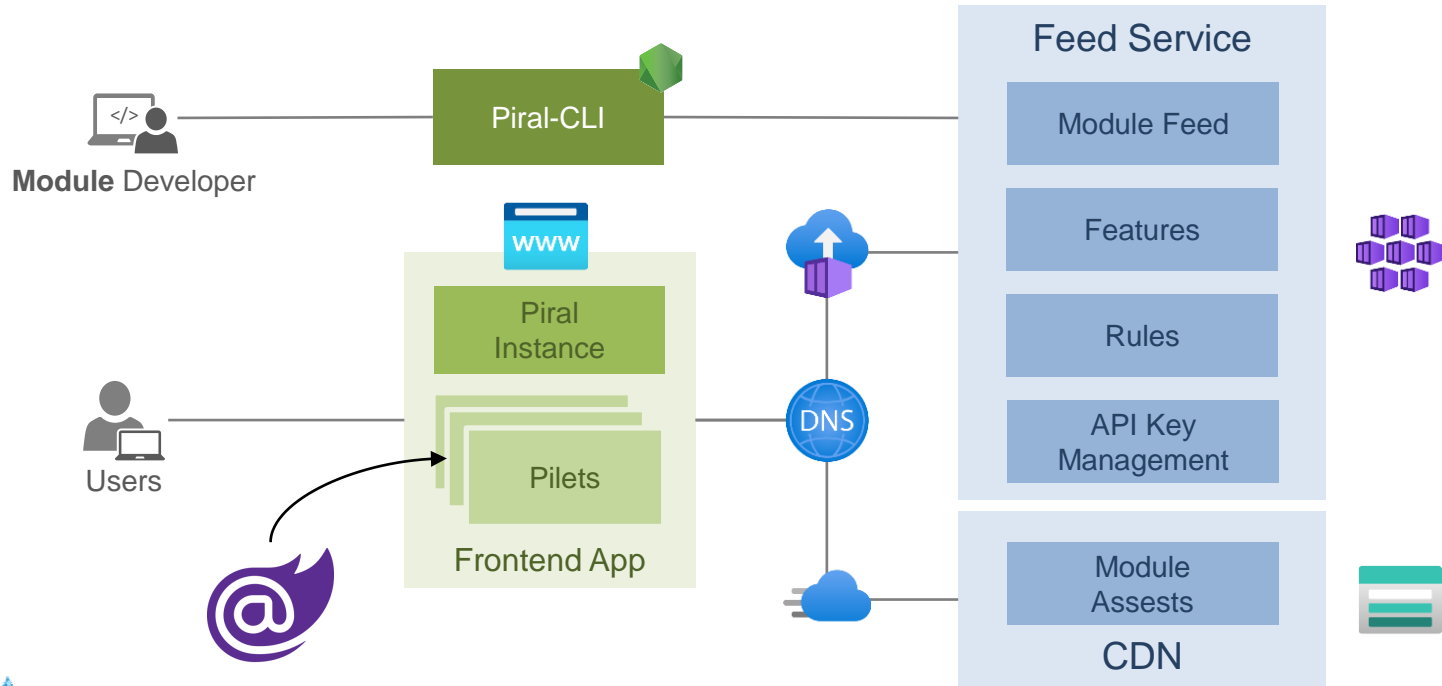 Feed Service
</>
Piral-CLI
Module Feed
Module Developer
www
Features
Piral
Instance
Rules
DNS
API Key
Management
Users
Pilets
Frontend App
@
Module
Assests
CDN